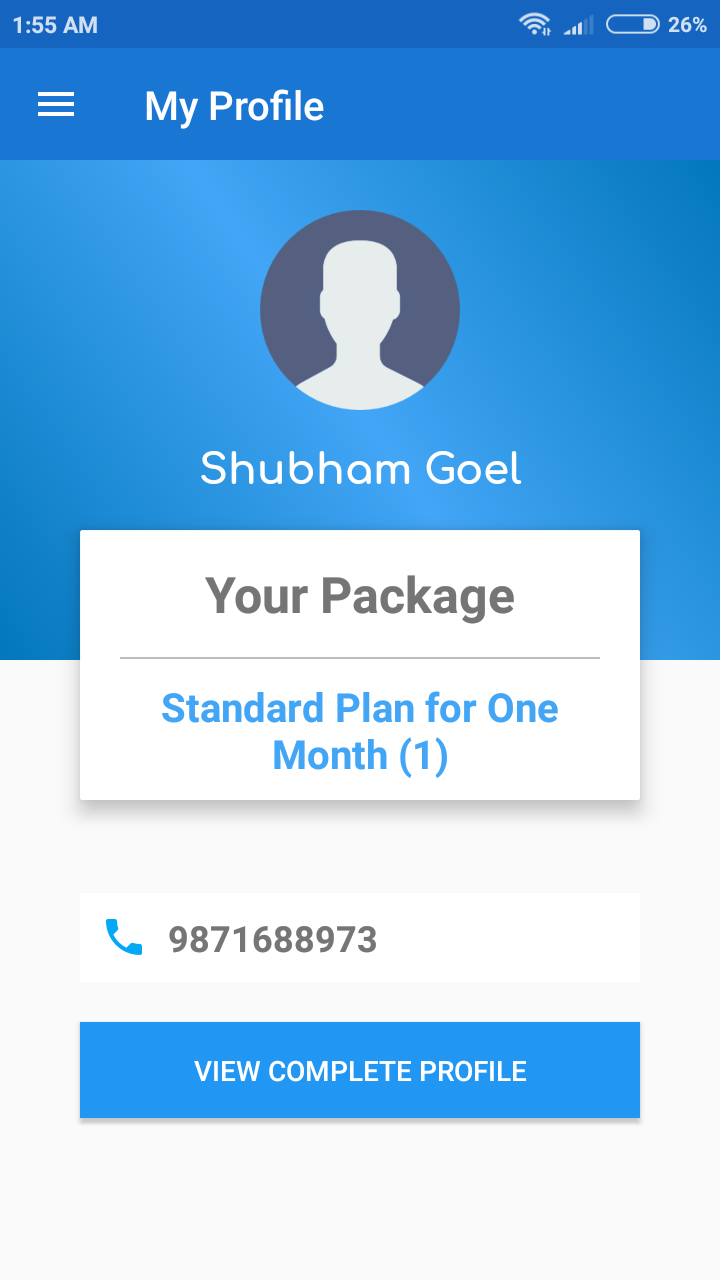 1:55 AM 26%
My Profile
Shubham Goel
Your Package
Standard Plan for One
Month (1)
9871688973
VIEW COMPLETE PROFILE